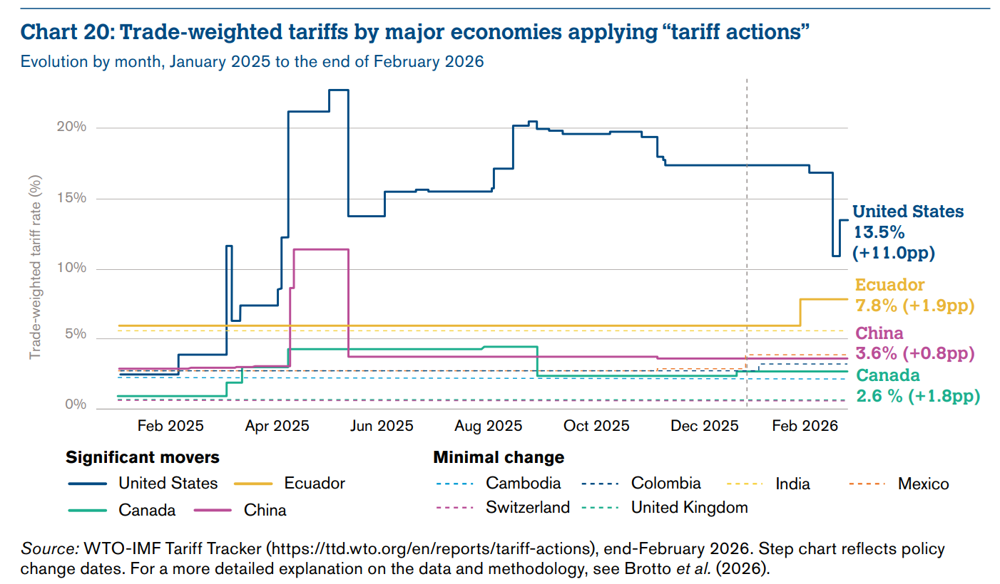 Chart 20: Trade-weighted tariffs by major economies applying “tariff actions”
Evolution by month, January 2025 to the end of February 2026
Trade-weighted tariff rate (%)
20%
15%
10%
5%
0%
Feb 2025 Apr 2025 Jun 2025 Aug 2025 Oct 2025 Dec 2025 Feb 2026
United States
13.5%
(+11.0pp)
Ecuador
7.8% (+1.9pp)
China
3.6% (+0.8pp)
Canada
2.6 % (+1.8pp)
Significant movers
United States Ecuador
Canada China
Minimal change
Cambodia Colombia India Mexico
Switzerland United Kingdom
Source: WTO-IMF Tariff Tracker (https://ttd.wto.org/en/reports/tariff-actions), end-February 2026. Step chart reflects policy
change dates. For a more detailed explanation on the data and methodology, see Brotto et al. (2026).